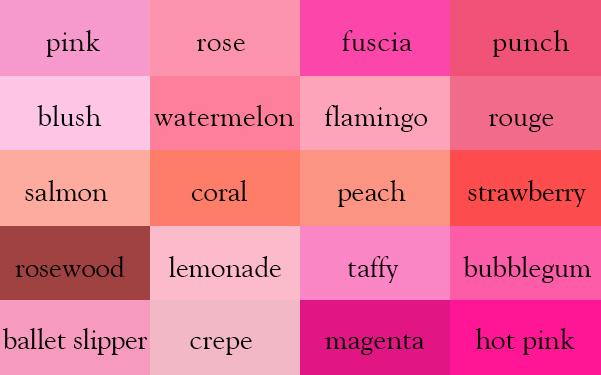 pink rose fuscia punch
blush watermelon flamingo rouge
salmon coral peach strawberry
rosewood lemonade taffy bubblegum
ballet slipper crepe magenta hot pink